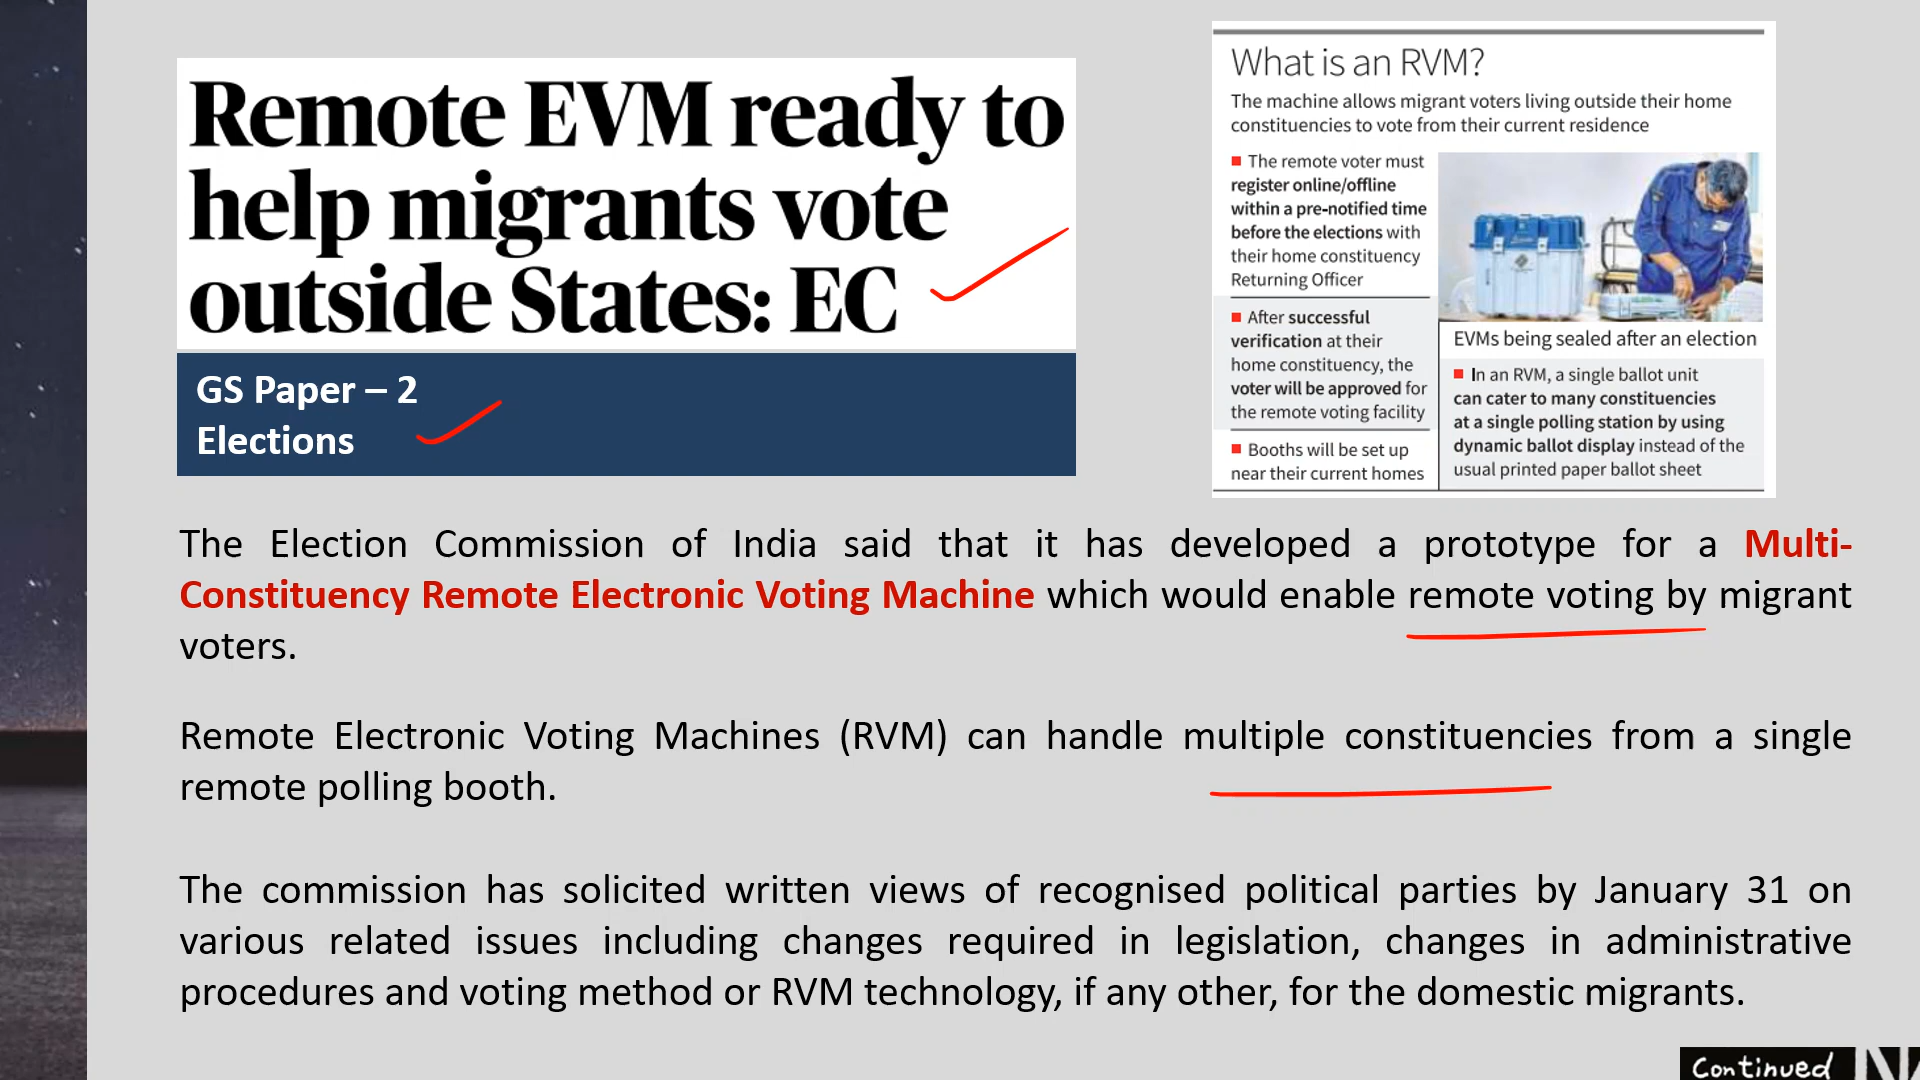 Remote EVM ready to
help migrants vote
outside States: EC
GS Paper – 2
Elections
What is an RVM?
The machine allows migrant voters living outside their home
constituencies to vote from their current residence
■ The remote voter must
register online/offline
within a pre-notified time
before the elections with
their home constituency
Returning Officer
■ After successful
verification at their
home constituency, the
voter will be approved for
the remote voting facility
■ Booths will be set up
near their current homes
EVMs being sealed after an election
■ In an RVM, a single ballot unit
can cater to many constituencies
at a single polling station by using
dynamic ballot display instead of the
usual printed paper ballot sheet
The Election Commission of India said that it has developed a prototype for a Multi-
Constituency Remote Electronic Voting Machine which would enable remote voting by migrant
voters.
Remote Electronic Voting Machines (RVM) can handle multiple constituencies from a single
remote polling booth.
The commission has solicited written views of recognised political parties by January 31 on
various related issues including changes required in legislation, changes in administrative
procedures and voting method or RVM technology, if any other, for the domestic migrants.
Continued